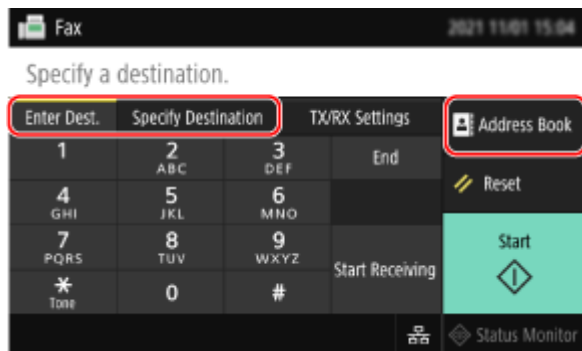 Fax 2021 11/01 15:04
Specify a destination.
Enter Dest. Specify Destination TX/RX Settings Address Book
1 2 ABC 3 DEF End
Reset
4 GHI 5 JKL 6 MNO
7 PQRS 8 TUV 9 WXYZ Start Receiving Start
* Tone 0 #
Status Monitor